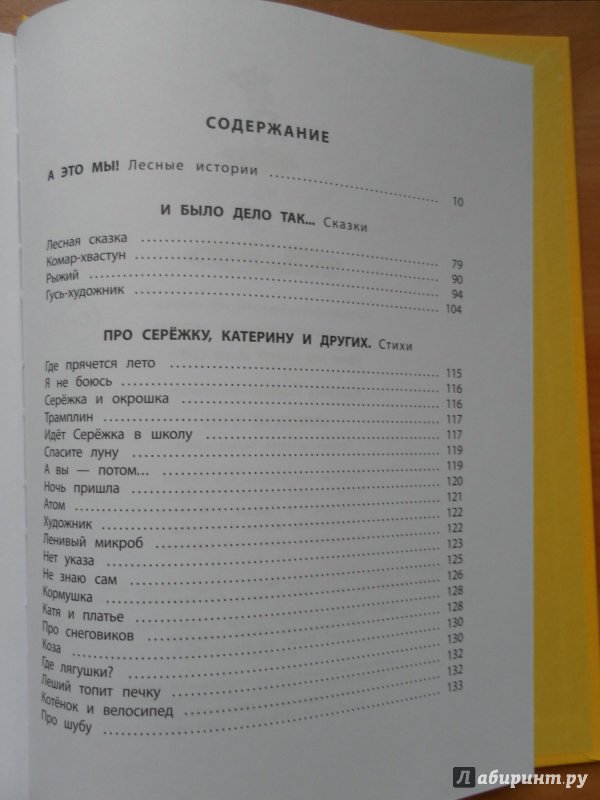 СОДЕРЖАНИЕ
А ЭТО МЫ! Лесные истории ........ 10
И БЫЛО ДЕЛО ТАК... Сказки
Лесная сказка ........ 79
Комар-хвастун ........ 90
Рыжий ........ 94
Гусь-художник ........ 104
ПРО СЕРЁЖКУ, КАТЕРИНУ И ДРУГИХ. Стихи
Где прячется лето ........ 115
Я не боюсь ........ 116
Серёжка и окрошка ........ 116
Трамплин ........ 117
Идёт Серёжка в школу ........ 117
Спасите луну ........ 119
А вы — потом... ........ 119
Ночь пришла ........ 120
Атом ........ 121
Художник ........ 122
Ленивый микроб ........ 122
Нет указа ........ 123
Не знаю сам ........ 125
Кормушка ........ 126
Катя и платье ........ 128
Про снеговиков ........ 128
Коза ........ 130
Где лягушки? ........ 130
Леший топит печку ........ 132
Котёнок и велосипед ........ 132
Про шубу ........ 133
Лабиринт.ру